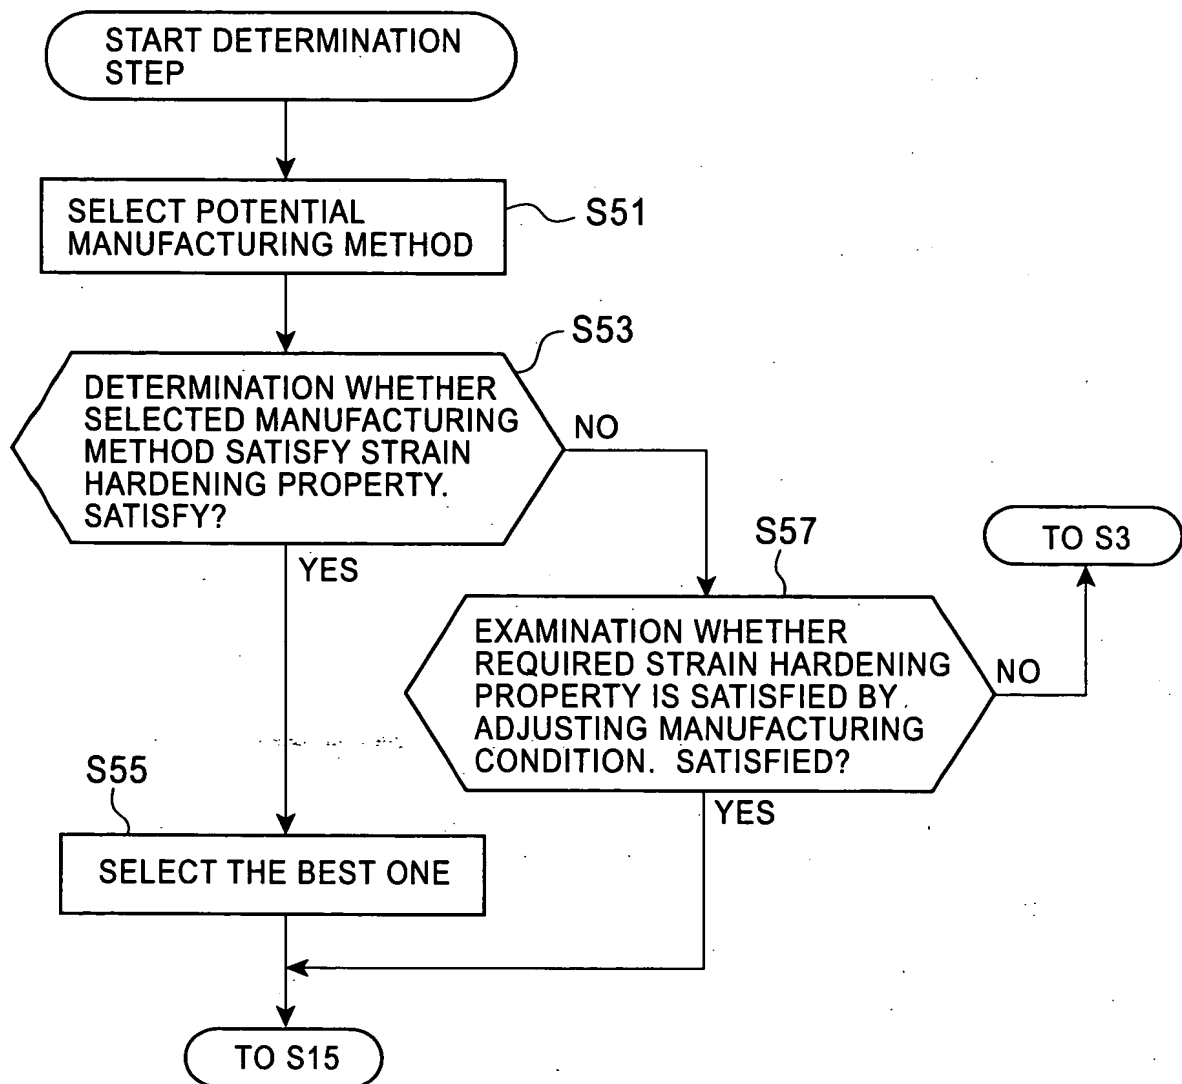 START DETERMINATION
STEP
SELECT POTENTIAL
MANUFACTURING METHOD
S51
S53
DETERMINATION WHETHER
SELECTED MANUFACTURING
METHOD SATISFY STRAIN
HARDENING PROPERTY.
SATISFY?
NO
YES
S57
TO S3
EXAMINATION WHETHER
REQUIRED STRAIN HARDENING
PROPERTY IS SATISFIED BY
ADJUSTING MANUFACTURING
CONDITION. SATISFIED?
NO
YES
S55
SELECT THE BEST ONE
TO S15